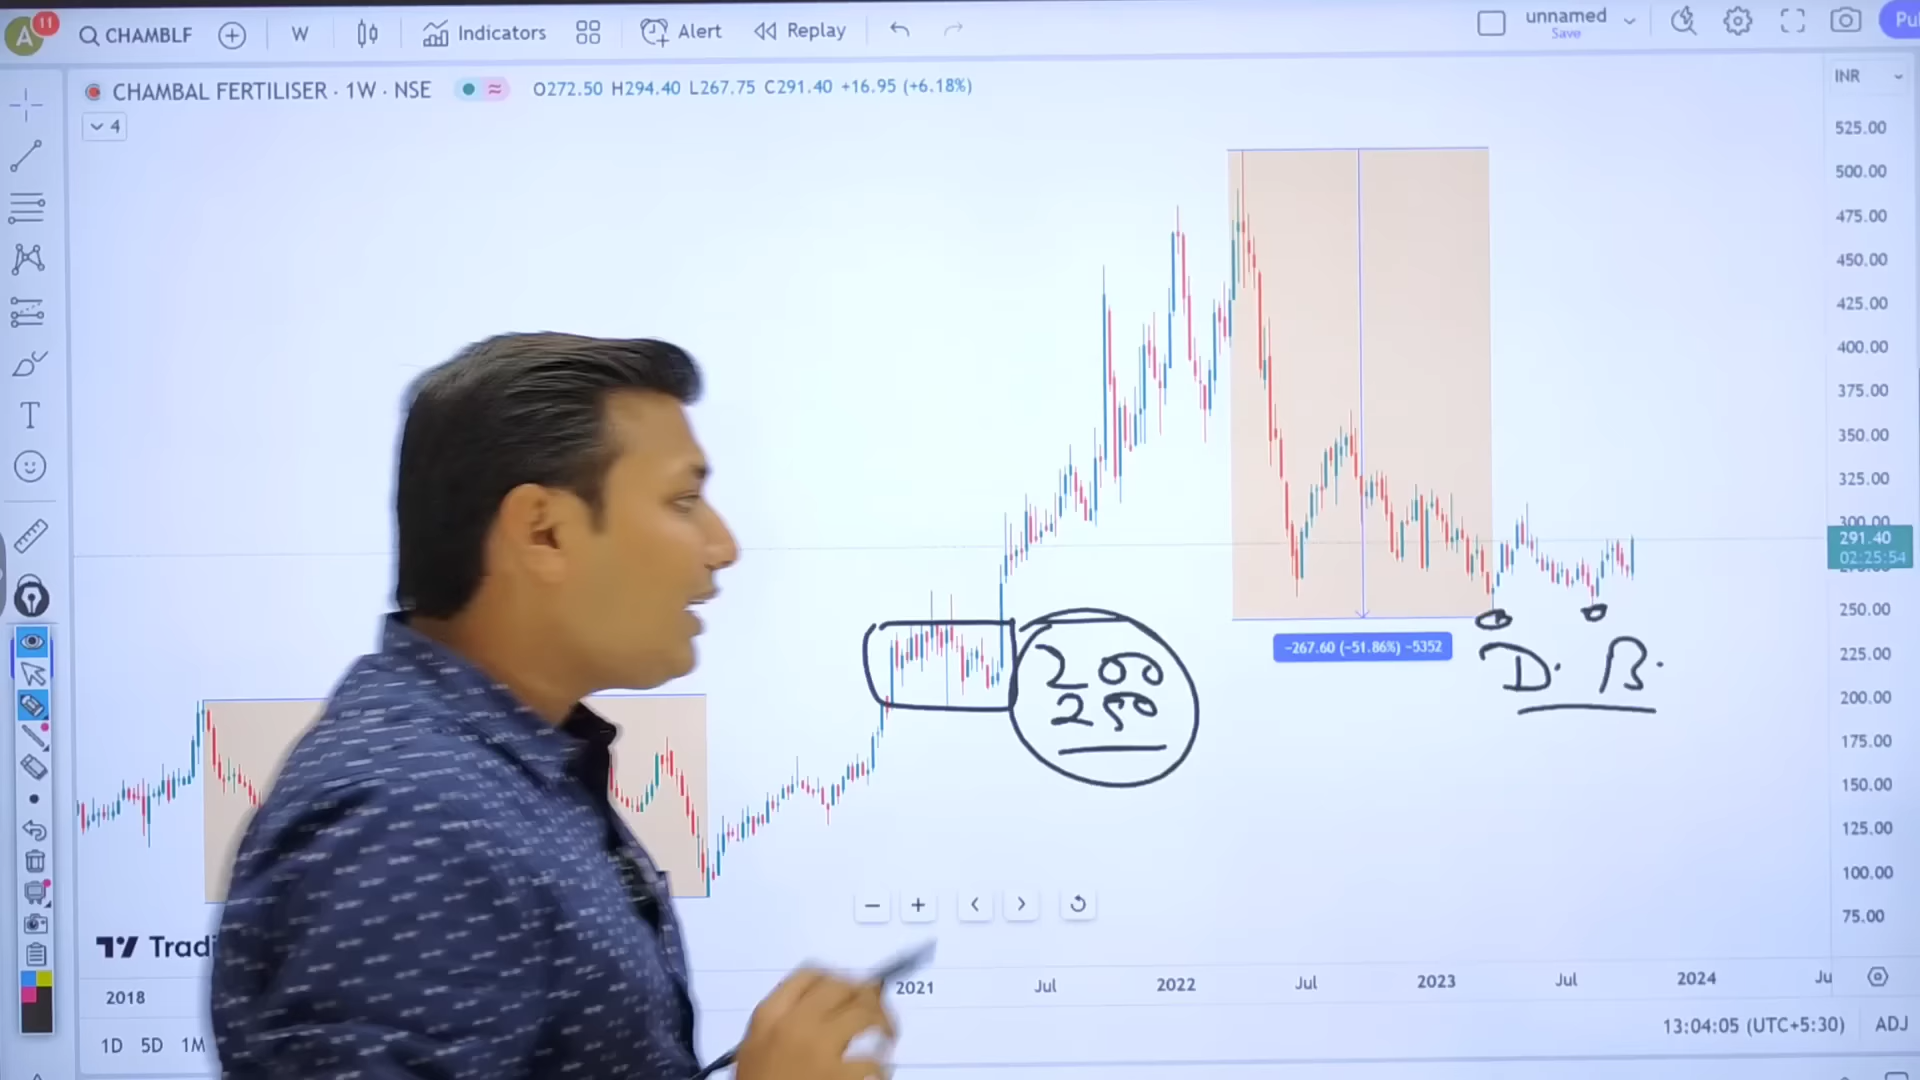 A 11 CHAMBLF W Indicators Alert Replay unnamed
Save
CHAMBAL FERTILISER · 1W · NSE O272.50 H294.40 L267.75 C291.40 +16.95 (+6.18%) INR
4
525.00
500.00
475.00
450.00
425.00
400.00
375.00
350.00
325.00
300.00
291.40
02:25:54
250.00
225.00
200.00
175.00
150.00
125.00
100.00
75.00
−267.60 (−51.86%) −5352
D. B.
200
250
T
2018 2021 Jul 2022 Jul 2023 Jul 2024
1D 5D 1M 13:04:05 (UTC+5:30) ADJ